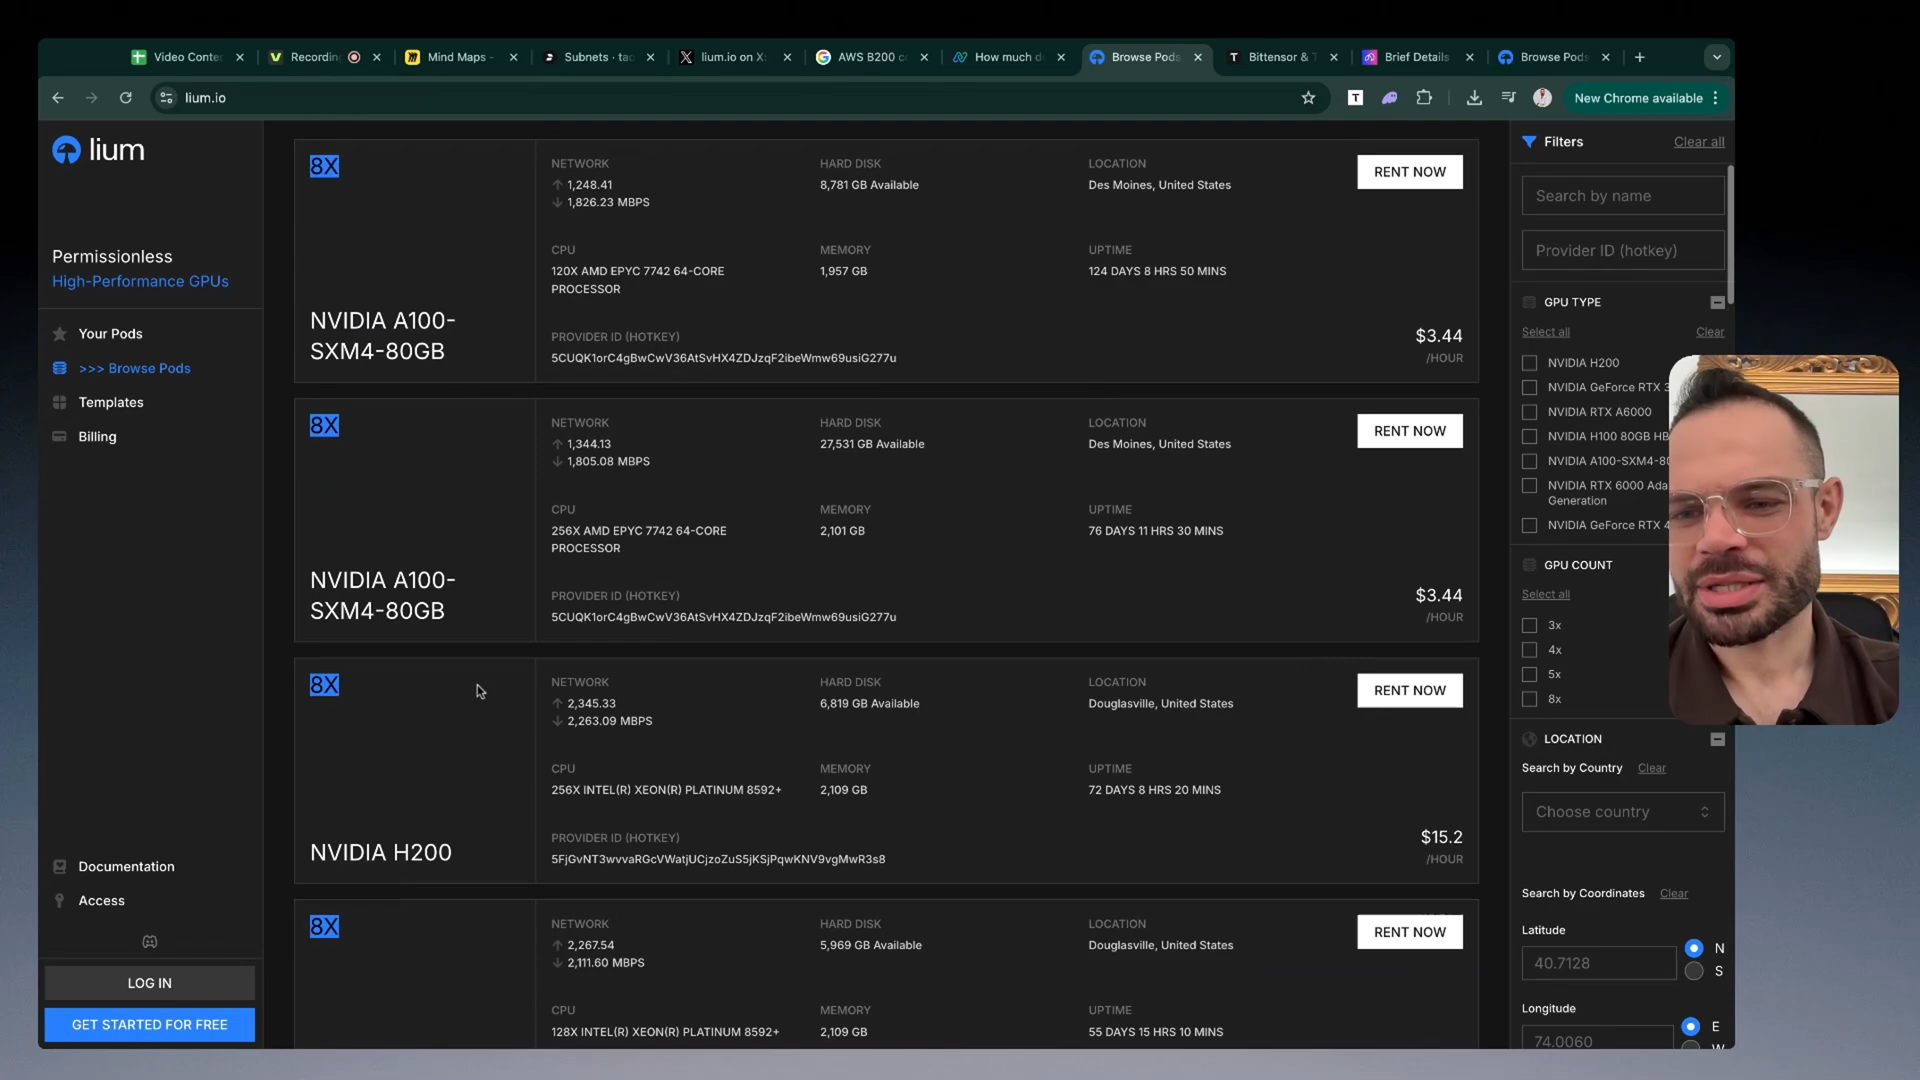 Video Conter
Recording
Mind Maps -
Subnets · tao
lium.io on X:
AWS B200 c
How much d
Browse Pods
Bittensor & T
Brief Details
Browse Pods
lium.io
New Chrome available
lium
Permissionless
High-Performance GPUs
Your Pods
>>> Browse Pods
Templates
Billing
Documentation
Access
LOG IN
GET STARTED FOR FREE
8X
NVIDIA A100-
SXM4-80GB
NETWORK
1,248.41
1,826.23 MBPS
HARD DISK
8,781 GB Available
LOCATION
Des Moines, United States
RENT NOW
CPU
120X AMD EPYC 7742 64-CORE
PROCESSOR
MEMORY
1,957 GB
UPTIME
124 DAYS 8 HRS 50 MINS
PROVIDER ID (HOTKEY)
5CUQK1orC4gBwCwV36AtSvHX4ZDJzqF2ibeWmw69usiG277u
$3.44
/HOUR
8X
NVIDIA A100-
SXM4-80GB
NETWORK
1,344.13
1,805.08 MBPS
HARD DISK
27,531 GB Available
LOCATION
Des Moines, United States
RENT NOW
CPU
256X AMD EPYC 7742 64-CORE
PROCESSOR
MEMORY
2,101 GB
UPTIME
76 DAYS 11 HRS 30 MINS
PROVIDER ID (HOTKEY)
5CUQK1orC4gBwCwV36AtSvHX4ZDJzqF2ibeWmw69usiG277u
$3.44
/HOUR
8X
NVIDIA H200
NETWORK
2,345.33
2,263.09 MBPS
HARD DISK
6,819 GB Available
LOCATION
Douglasville, United States
RENT NOW
CPU
256X INTEL(R) XEON(R) PLATINUM 8592+
MEMORY
2,109 GB
UPTIME
72 DAYS 8 HRS 20 MINS
PROVIDER ID (HOTKEY)
5FjGvNT3wvvaRGcVWatjUCjzoZuS5jKSjPqwKNV9vgMwR3s8
$15.2
/HOUR
8X
NETWORK
2,267.54
2,111.60 MBPS
HARD DISK
5,969 GB Available
LOCATION
Douglasville, United States
RENT NOW
CPU
128X INTEL(R) XEON(R) PLATINUM 8592+
MEMORY
2,109 GB
UPTIME
55 DAYS 15 HRS 10 MINS
Filters
Clear all
Search by name
Provider ID (hotkey)
GPU TYPE
Select all
Clear
NVIDIA H200
NVIDIA GeForce RTX 3
NVIDIA RTX A6000
NVIDIA H100 80GB HB
NVIDIA A100-SXM4-80
NVIDIA RTX 6000 Ada
Generation
NVIDIA GeForce RTX 4
GPU COUNT
Select all
3x
4x
5x
8x
LOCATION
Search by Country
Clear
Choose country
Search by Coordinates
Clear
Latitude
40.7128
N
S
Longitude
74.0060
E
W